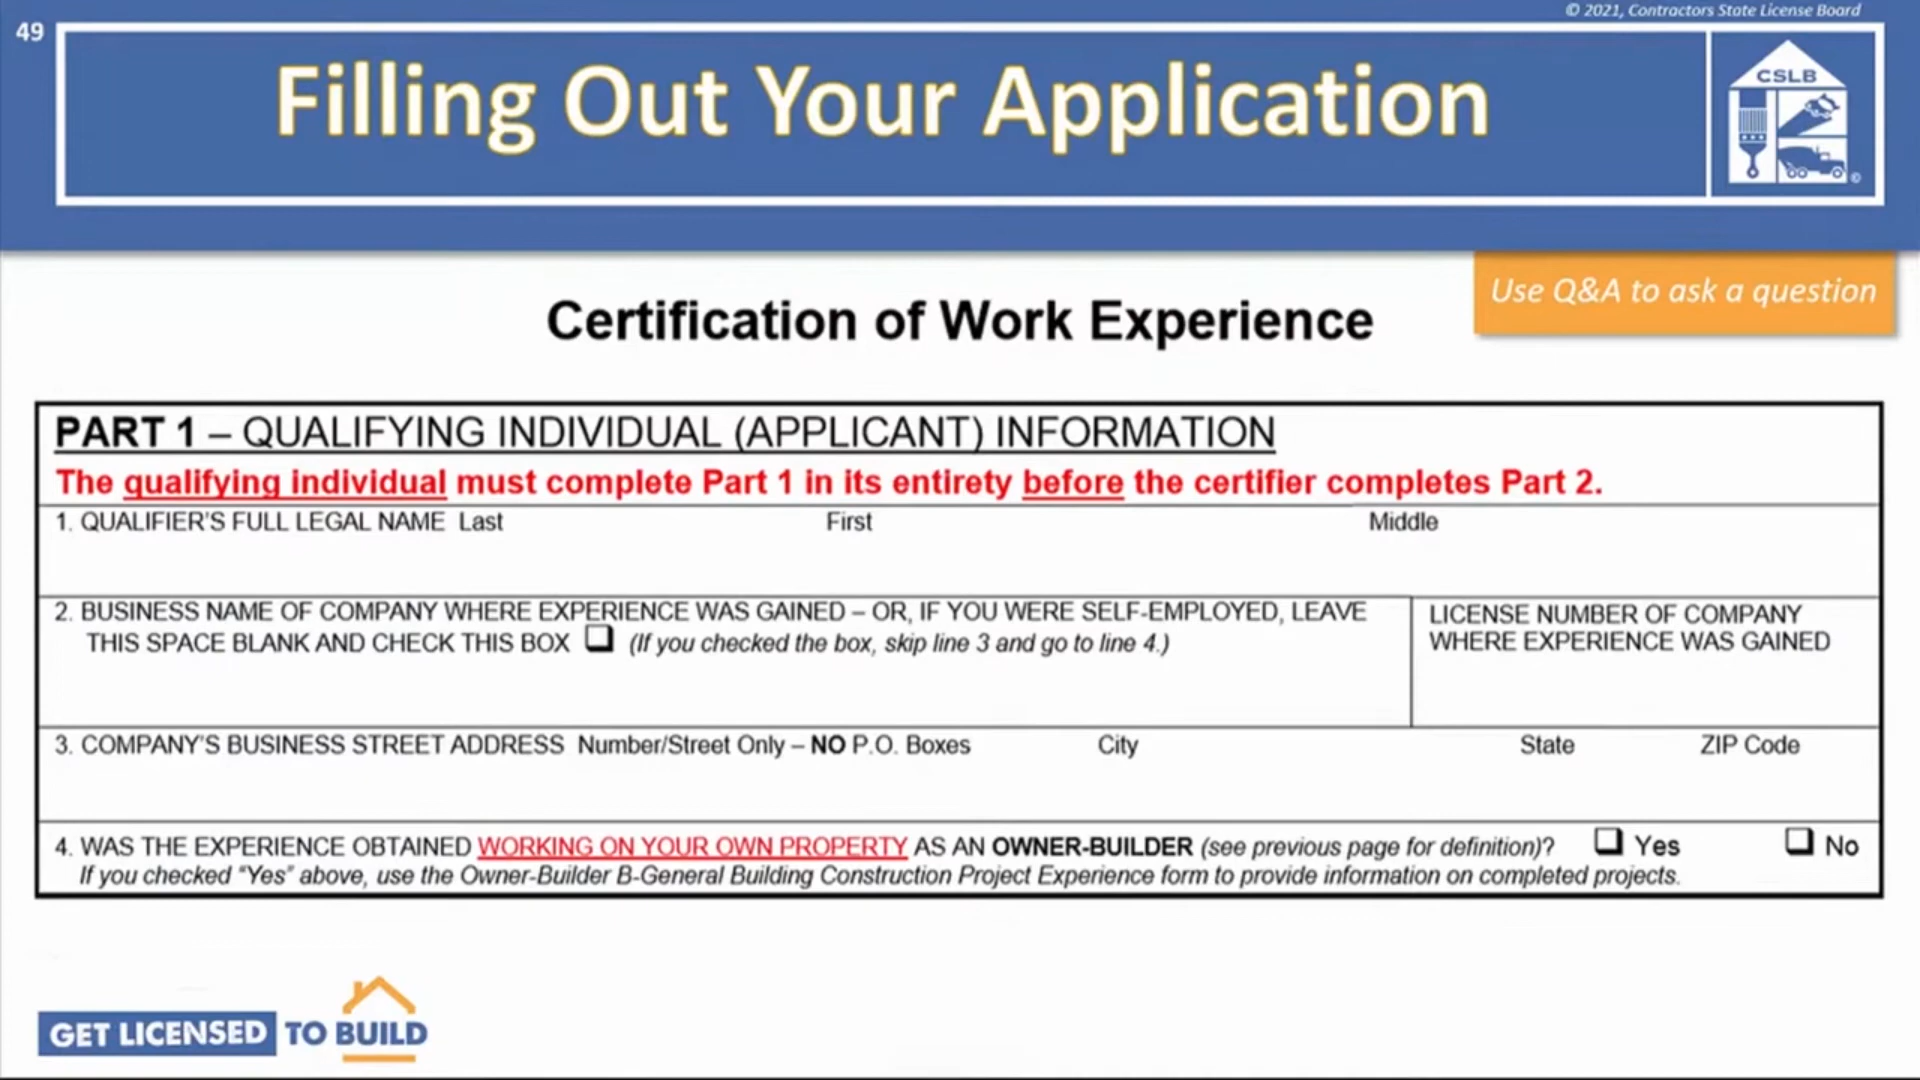 © 2021, Contractors State License Board
49
Filling Out Your Application
CSLB
©
Use Q&A to ask a question
Certification of Work Experience
PART 1 – QUALIFYING INDIVIDUAL (APPLICANT) INFORMATION
The qualifying individual must complete Part 1 in its entirety before the certifier completes Part 2.
1. QUALIFIER'S FULL LEGAL NAME Last First Middle
2. BUSINESS NAME OF COMPANY WHERE EXPERIENCE WAS GAINED – OR, IF YOU WERE SELF-EMPLOYED, LEAVE
THIS SPACE BLANK AND CHECK THIS BOX (If you checked the box, skip line 3 and go to line 4.)
LICENSE NUMBER OF COMPANY
WHERE EXPERIENCE WAS GAINED
3. COMPANY'S BUSINESS STREET ADDRESS Number/Street Only – NO P.O. Boxes City State ZIP Code
4. WAS THE EXPERIENCE OBTAINED WORKING ON YOUR OWN PROPERTY AS AN OWNER-BUILDER (see previous page for definition)? Yes No
If you checked "Yes" above, use the Owner-Builder B-General Building Construction Project Experience form to provide information on completed projects.
GET LICENSED TO BUILD